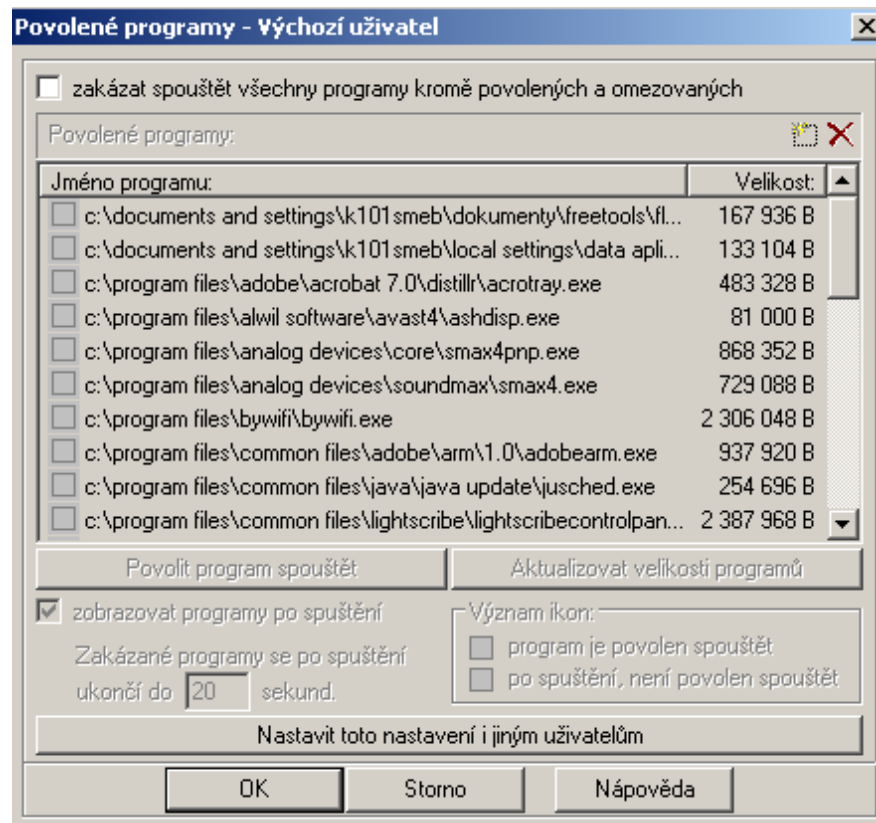 Povolené programy - Výchozí uživatel
zakázat spouštět všechny programy kromě povolených a omezovaných
Povolené programy:
Jméno programu: Velikost:
c:\documents and settings\k101smeb\dokumenty\freetools\fl... 167 936 B
c:\documents and settings\k101smeb\local settings\data apli... 133 104 B
c:\program files\adobe\acrobat 7.0\distillr\acrotray.exe 483 328 B
c:\program files\alwil software\avast4\ashdisp.exe 81 000 B
c:\program files\analog devices\core\smax4pnp.exe 868 352 B
c:\program files\analog devices\soundmax\smax4.exe 729 088 B
c:\program files\bywifi\bywifi.exe 2 306 048 B
c:\program files\common files\adobe\arm\1.0\adobearm.exe 937 920 B
c:\program files\common files\java\java update\jusched.exe 254 696 B
c:\program files\common files\lightscribe\lightscribecontrolpan... 2 387 968 B
Povolit program spouštět Aktualizovat velikosti programů
zobrazovat programy po spuštění
Zakázané programy se po spuštění
ukončí do 20 sekund.
Význam ikon:
program je povolen spouštět
po spuštění, není povolen spouštět
Nastavit toto nastavení i jiným uživatelům
OK Storno Nápověda